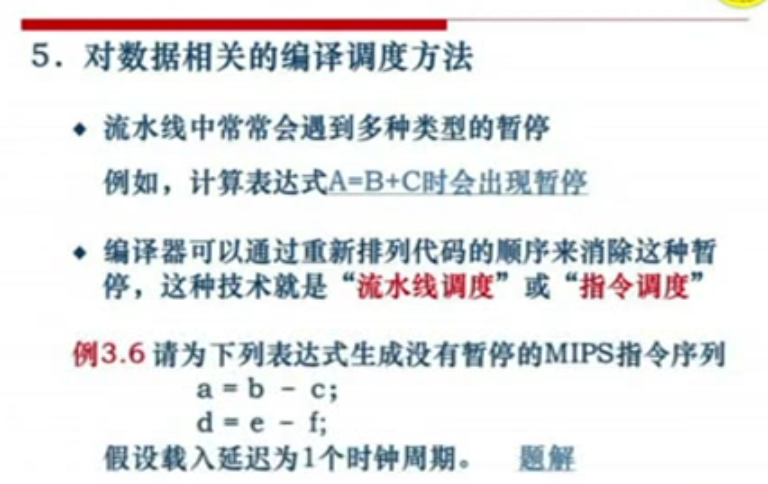 5．对数据相关的编译调度方法
◆ 流水线中常常会遇到多种类型的暂停
例如，计算表达式A=B+C时会出现暂停
◆ 编译器可以通过重新排列代码的顺序来消除这种暂
停，这种技术就是“流水线调度”或“指令调度”
例3.6 请为下列表达式生成没有暂停的MIPS指令序列
a = b － c;
d = e － f;
假设载入延迟为1个时钟周期。 题解